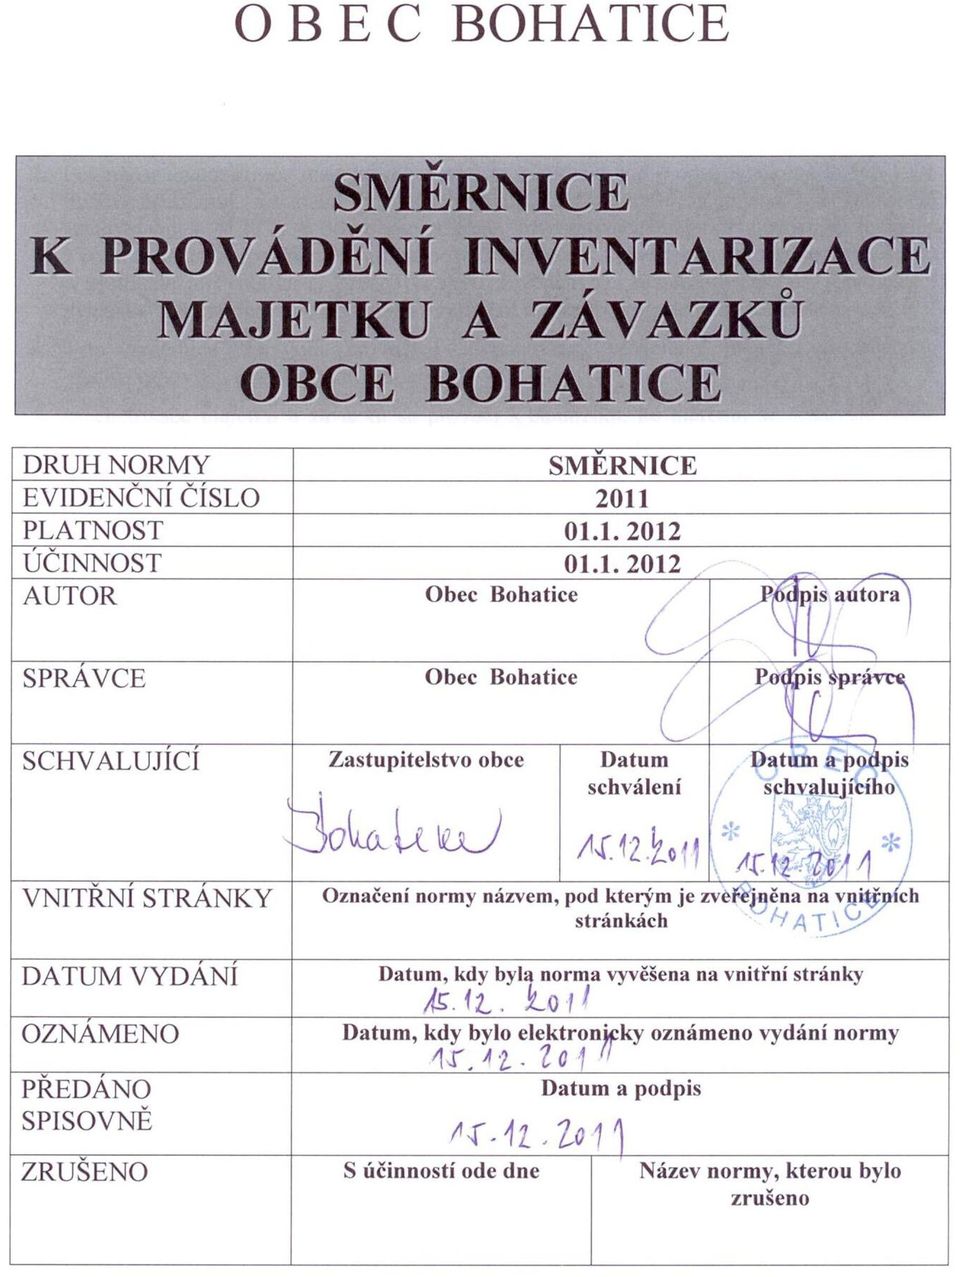 O B E C BOHATICE
SMĚRNICE
K PROVÁDĚNÍ INVENTARIZACE
MAJETKU A ZÁVAZKŮ
OBCE BOHATICE
DRUH NORMY SMĚRNICE
EVIDENČNÍ ČÍSLO 2011
PLATNOST 01.1. 2012
ÚČINNOST 01.1. 2012
AUTOR Obec Bohatice Podpis autora
SPRÁVCE Obec Bohatice Podpis správce
SCHVALUJÍCÍ Zastupitelstvo obce Datum schválení Datum a podpis schvalujícího
Bohatice 15.12.2011 15.12.2011
OBEC
BOHATICE
VNITŘNÍ STRÁNKY Označení normy názvem, pod kterým je zveřejněna na vnitřních
stránkách
DATUM VYDÁNÍ Datum, kdy byla norma vyvěšena na vnitřní stránky
15.12. 2011
OZNÁMENO Datum, kdy bylo elektronicky oznámeno vydání normy
15.12.2011
PŘEDÁNO Datum a podpis
SPISOVNĚ
15.12.2011
ZRUŠENO S účinností ode dne Název normy, kterou bylo
zrušeno